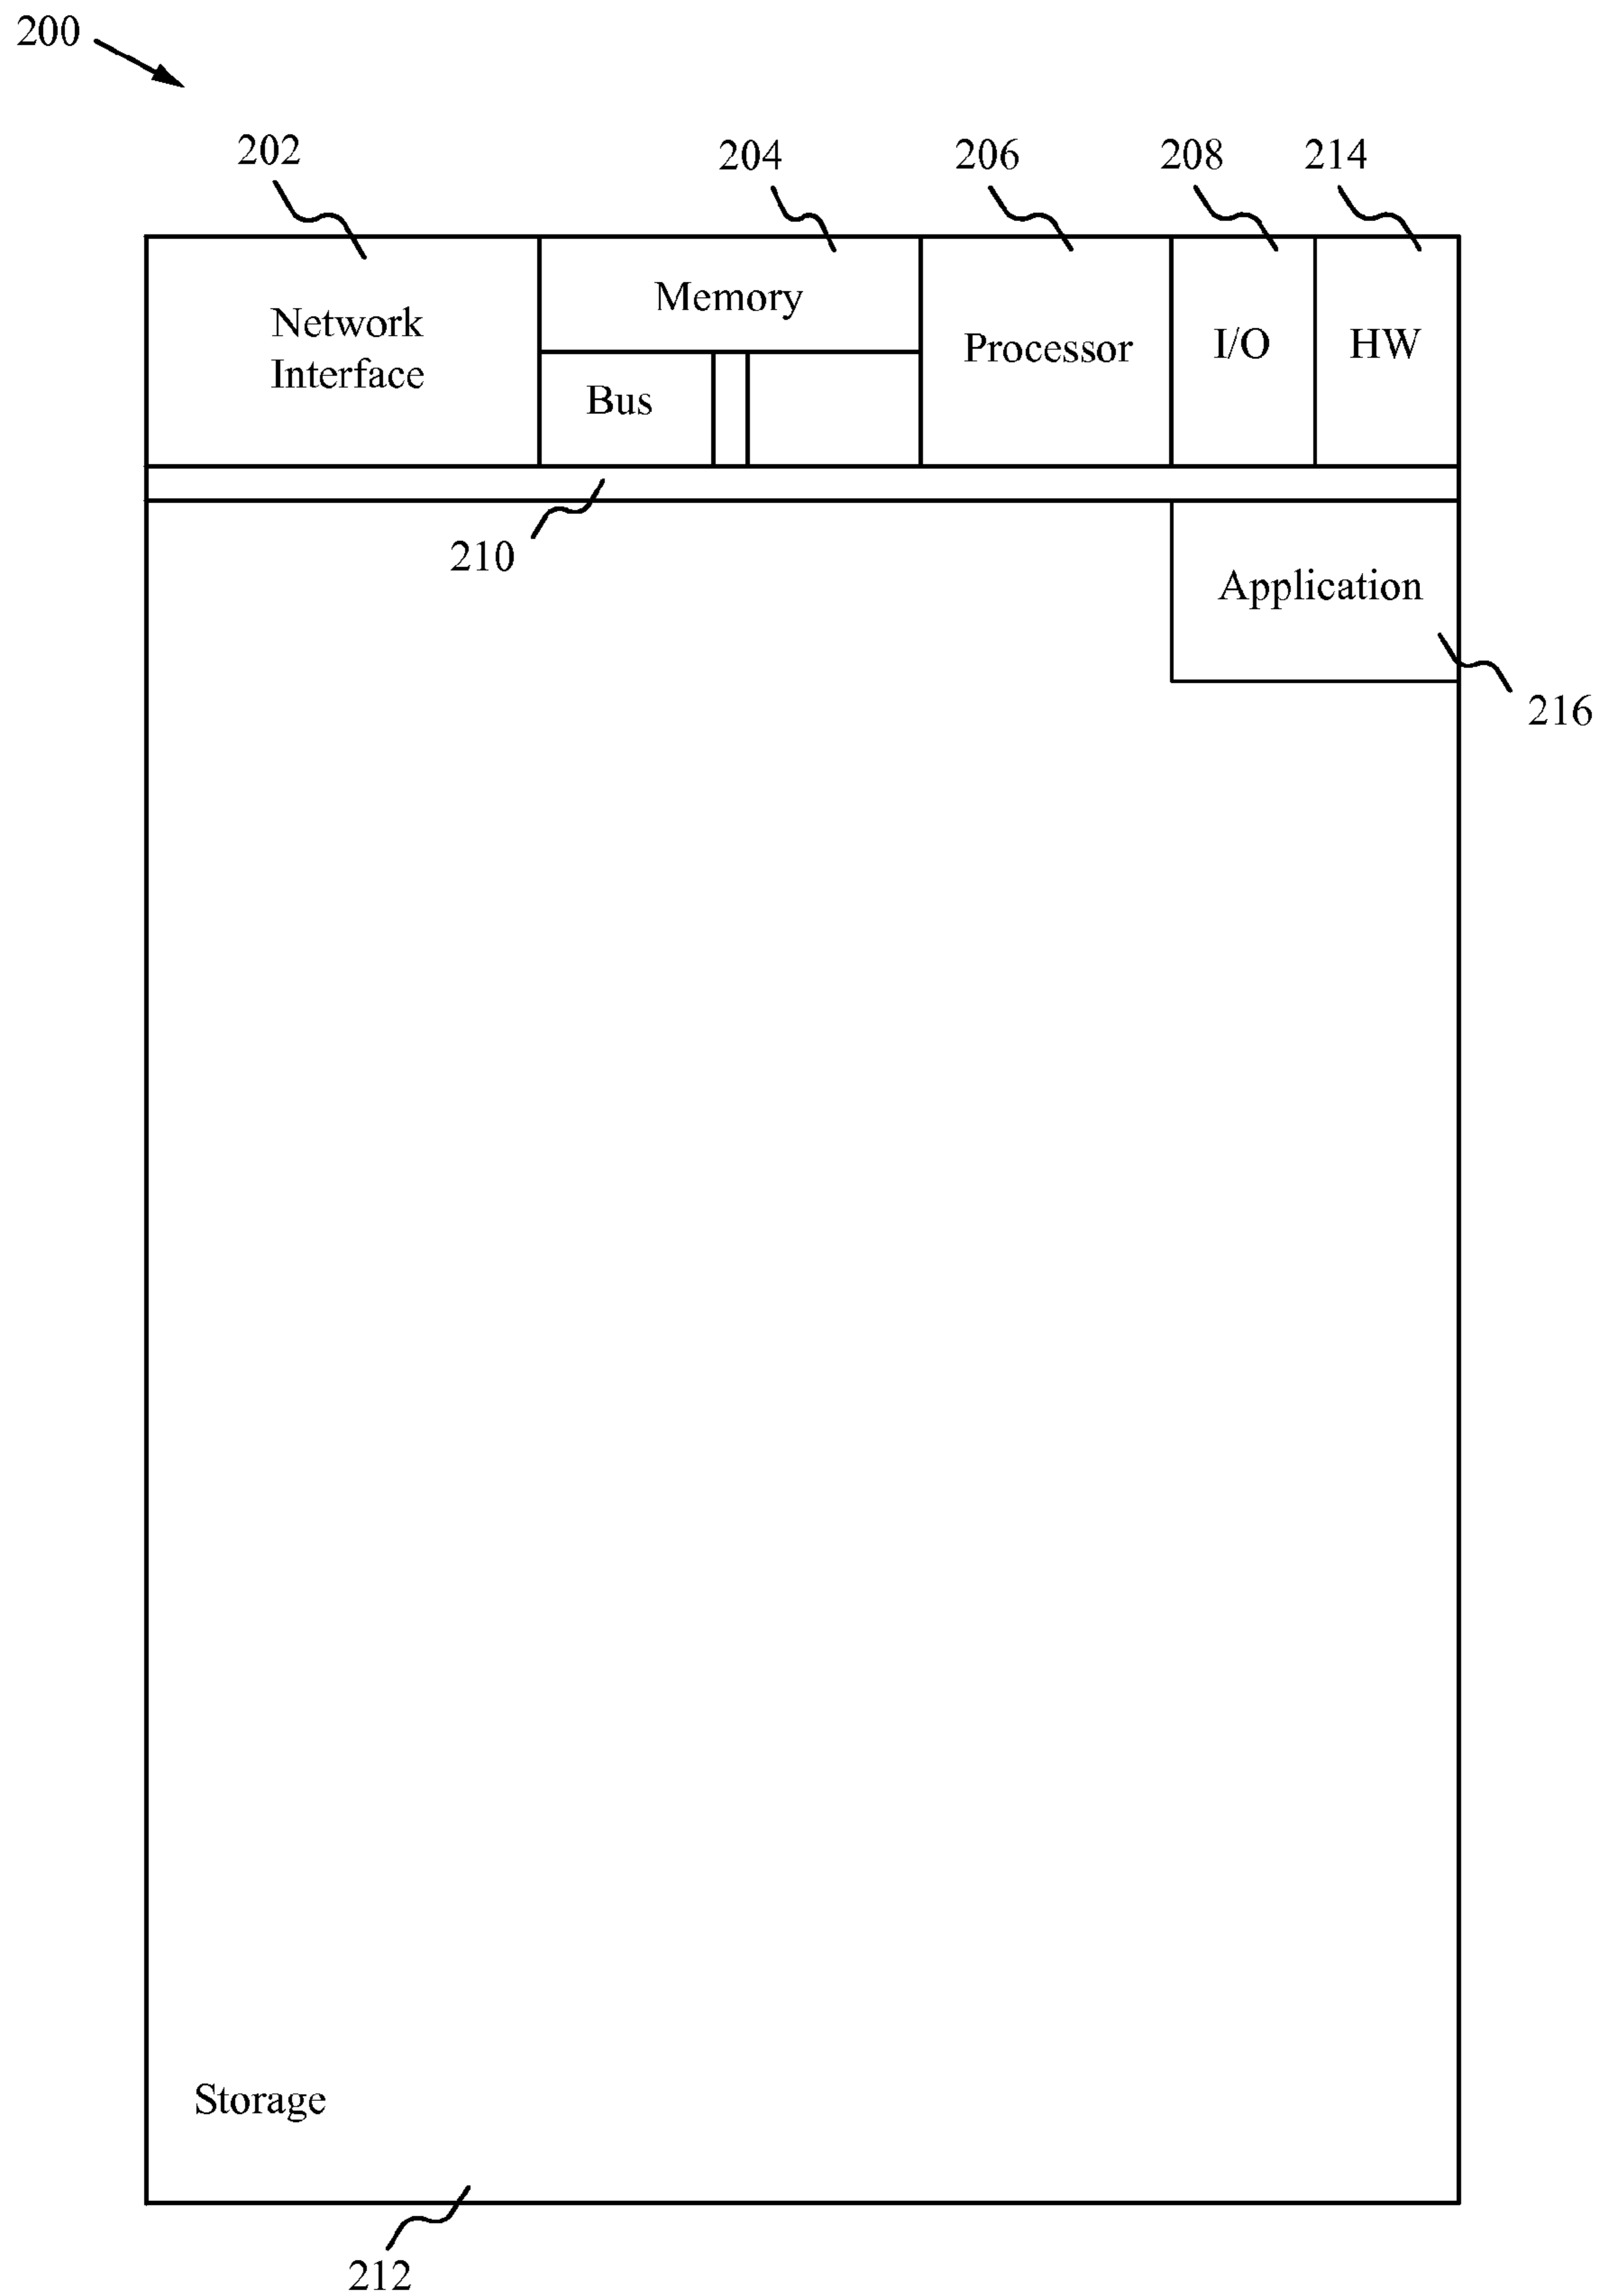 200
202
204
206
208
214
Network
Interface
Memory
Processor
I/O
HW
Bus
210
Application
216
Storage
212